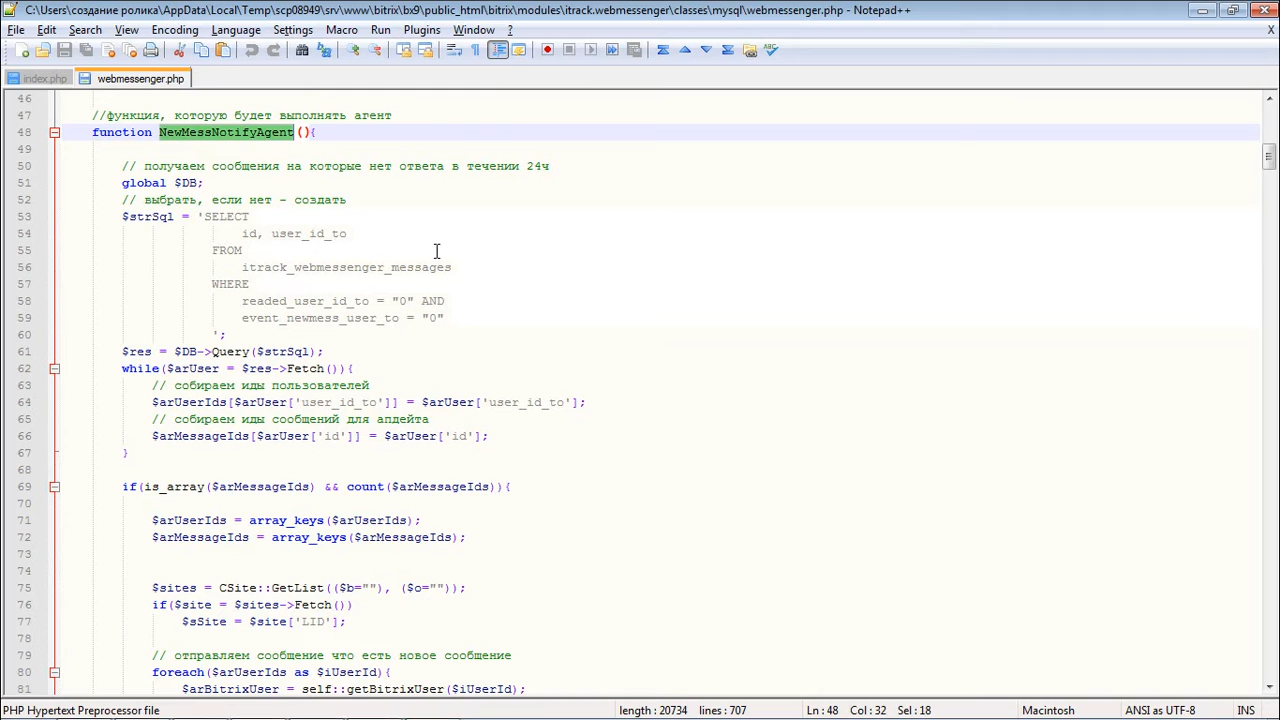 C:\Users\создание ролика\AppData\Local\Temp\scp08949\srv\www\bitrix\bx9\public_html\bitrix\modules\itrack.webmessenger\classes\mysql\webmessenger.php - Notepad++
File Edit Search View Encoding Language Settings Macro Run Plugins Window ? X
index.php webmessenger.php
46
47 //функция, которую будет выполнять агент
48 function NewMessNotifyAgent (){
49
50 // получаем сообщения на которые нет ответа в течении 24ч
51 global $DB;
52 // выбрать, если нет - создать
53 $strSql = 'SELECT
54 id, user_id_to
55 FROM
56 itrack_webmessenger_messages
57 WHERE
58 readed_user_id_to = "0" AND
59 event_newmess_user_to = "0"
60 ';
61 $res = $DB->Query($strSql);
62 while($arUser = $res->Fetch()){
63 // собираем иды пользователей
64 $arUserIds[$arUser['user_id_to']] = $arUser['user_id_to'];
65 // собираем иды сообщений для апдейта
66 $arMessageIds[$arUser['id']] = $arUser['id'];
67 }
68
69 if(is_array($arMessageIds) && count($arMessageIds)){
70
71 $arUserIds = array_keys($arUserIds);
72 $arMessageIds = array_keys($arMessageIds);
73
74
75 $sites = CSite::GetList(($b=""), ($o=""));
76 if($site = $sites->Fetch())
77 $sSite = $site['LID'];
78
79 // отправляем сообщение что есть новое сообщение
80 foreach($arUserIds as $iUserId){
81 $arBitrixUser = self::getBitrixUser($iUserId);
PHP Hypertext Preprocessor file length : 20734 lines : 707 Ln : 48 Col : 32 Sel : 18 Macintosh ANSI as UTF-8 INS